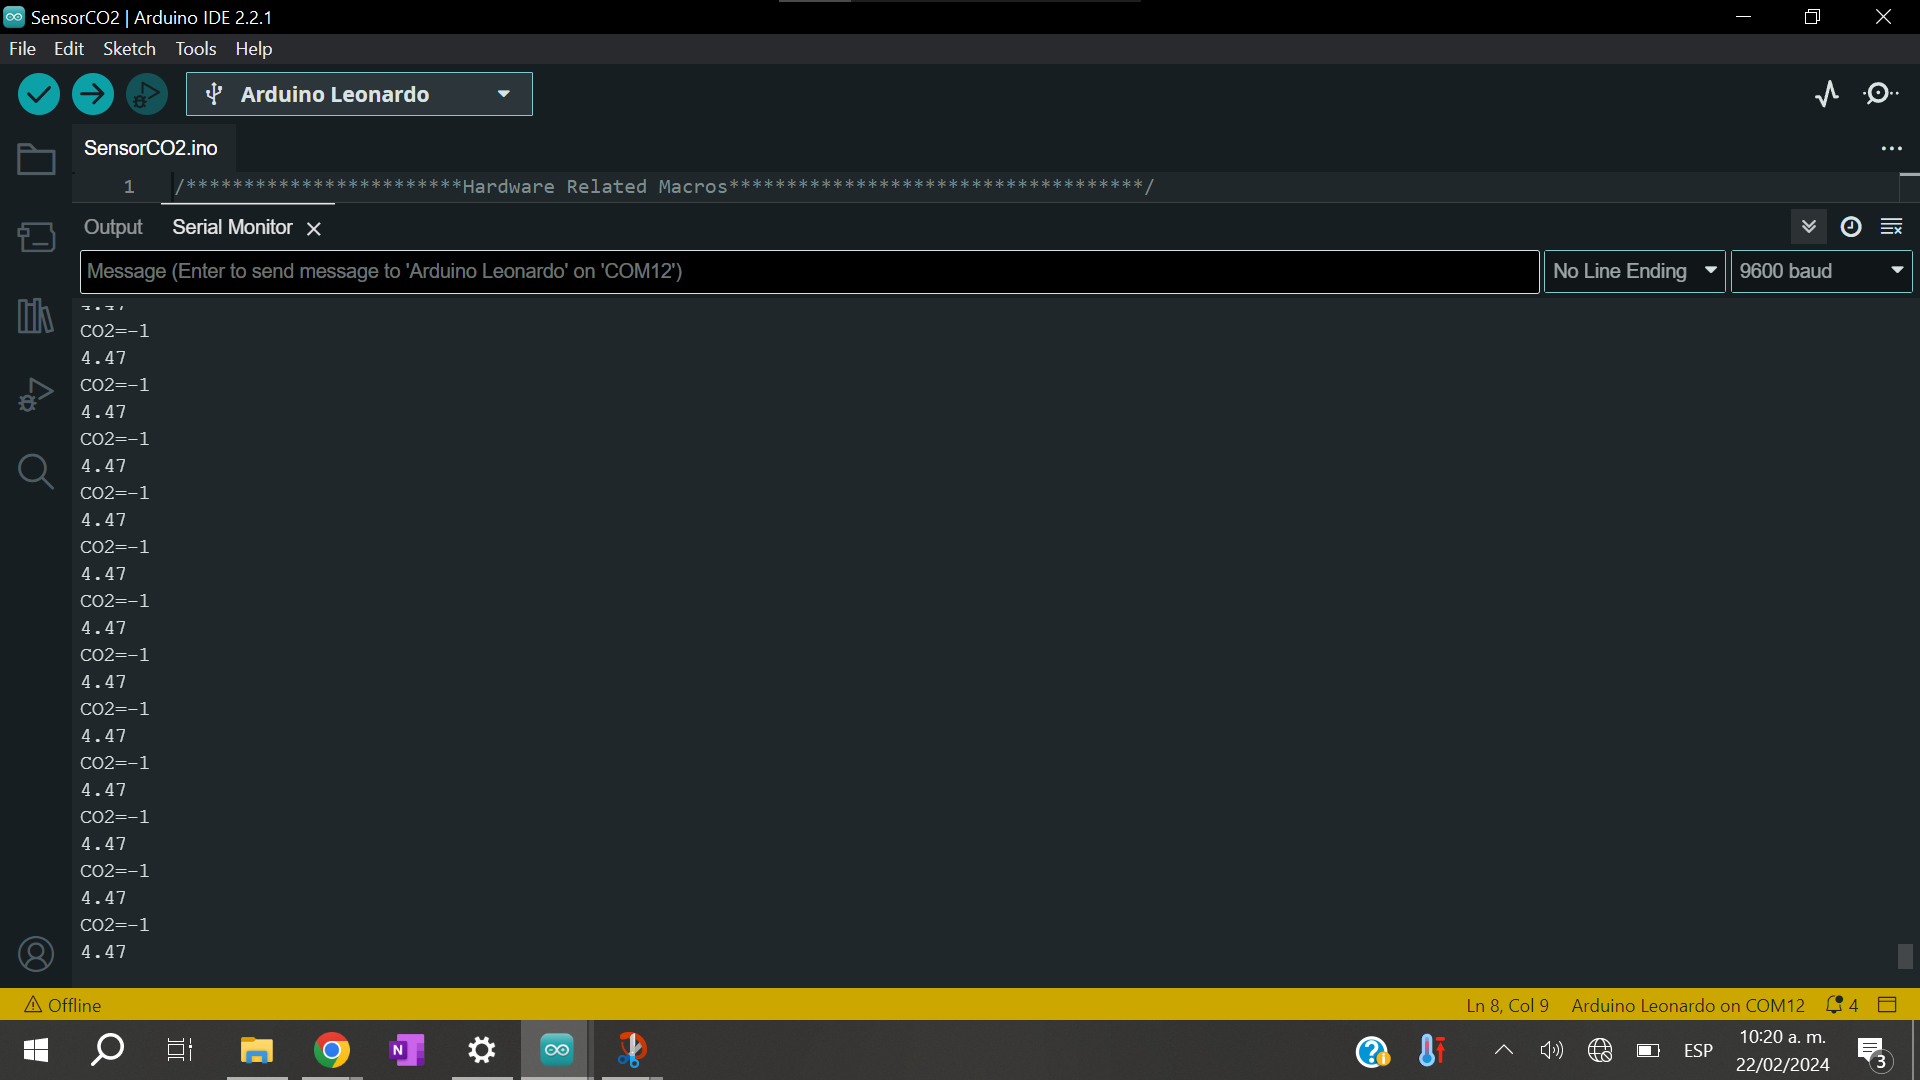 SensorCO2 | Arduino IDE 2.2.1
File Edit Sketch Tools Help
Arduino Leonardo
SensorCO2.ino
1 /************************Hardware Related Macros************************************/
Output Serial Monitor
Message (Enter to send message to 'Arduino Leonardo' on 'COM12')
No Line Ending
9600 baud
4.47
CO2=-1
4.47
CO2=-1
4.47
CO2=-1
4.47
CO2=-1
4.47
CO2=-1
4.47
CO2=-1
4.47
CO2=-1
4.47
CO2=-1
4.47
CO2=-1
4.47
CO2=-1
4.47
CO2=-1
4.47
CO2=-1
4.47
Offline
Ln 8, Col 9 Arduino Leonardo on COM12 4
N
ESP
10:20 a. m.
22/02/2024
3